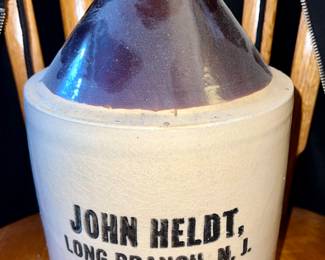 JOHN HELDT,
LONG BRANCH, N. J.